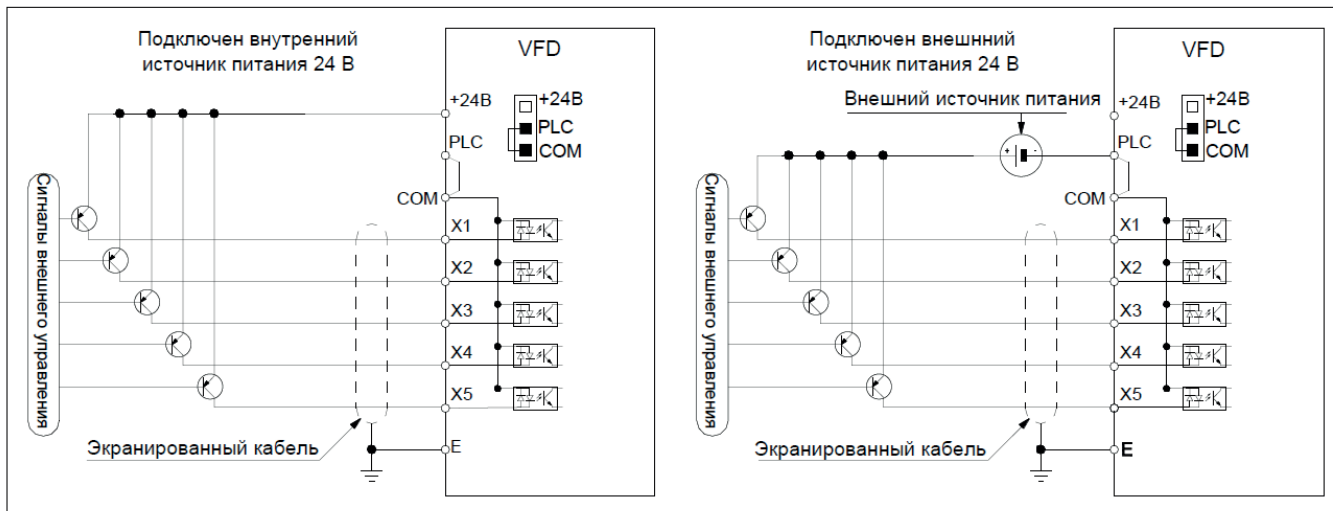 Подключен внутренний
источник питания 24 В
VFD
+24В
+24В
PLC
PLC
COM
COM
Сигналы внешнего управления
X1
X2
X3
X4
X5
Экранированный кабель
E
Подключен внешнний
источник питания 24 В
VFD
Внешний источник питания
+24В
+24В
PLC
PLC
COM
+ -
COM
Сигналы внешнего управления
X1
X2
X3
X4
X5
Экранированный кабель
E